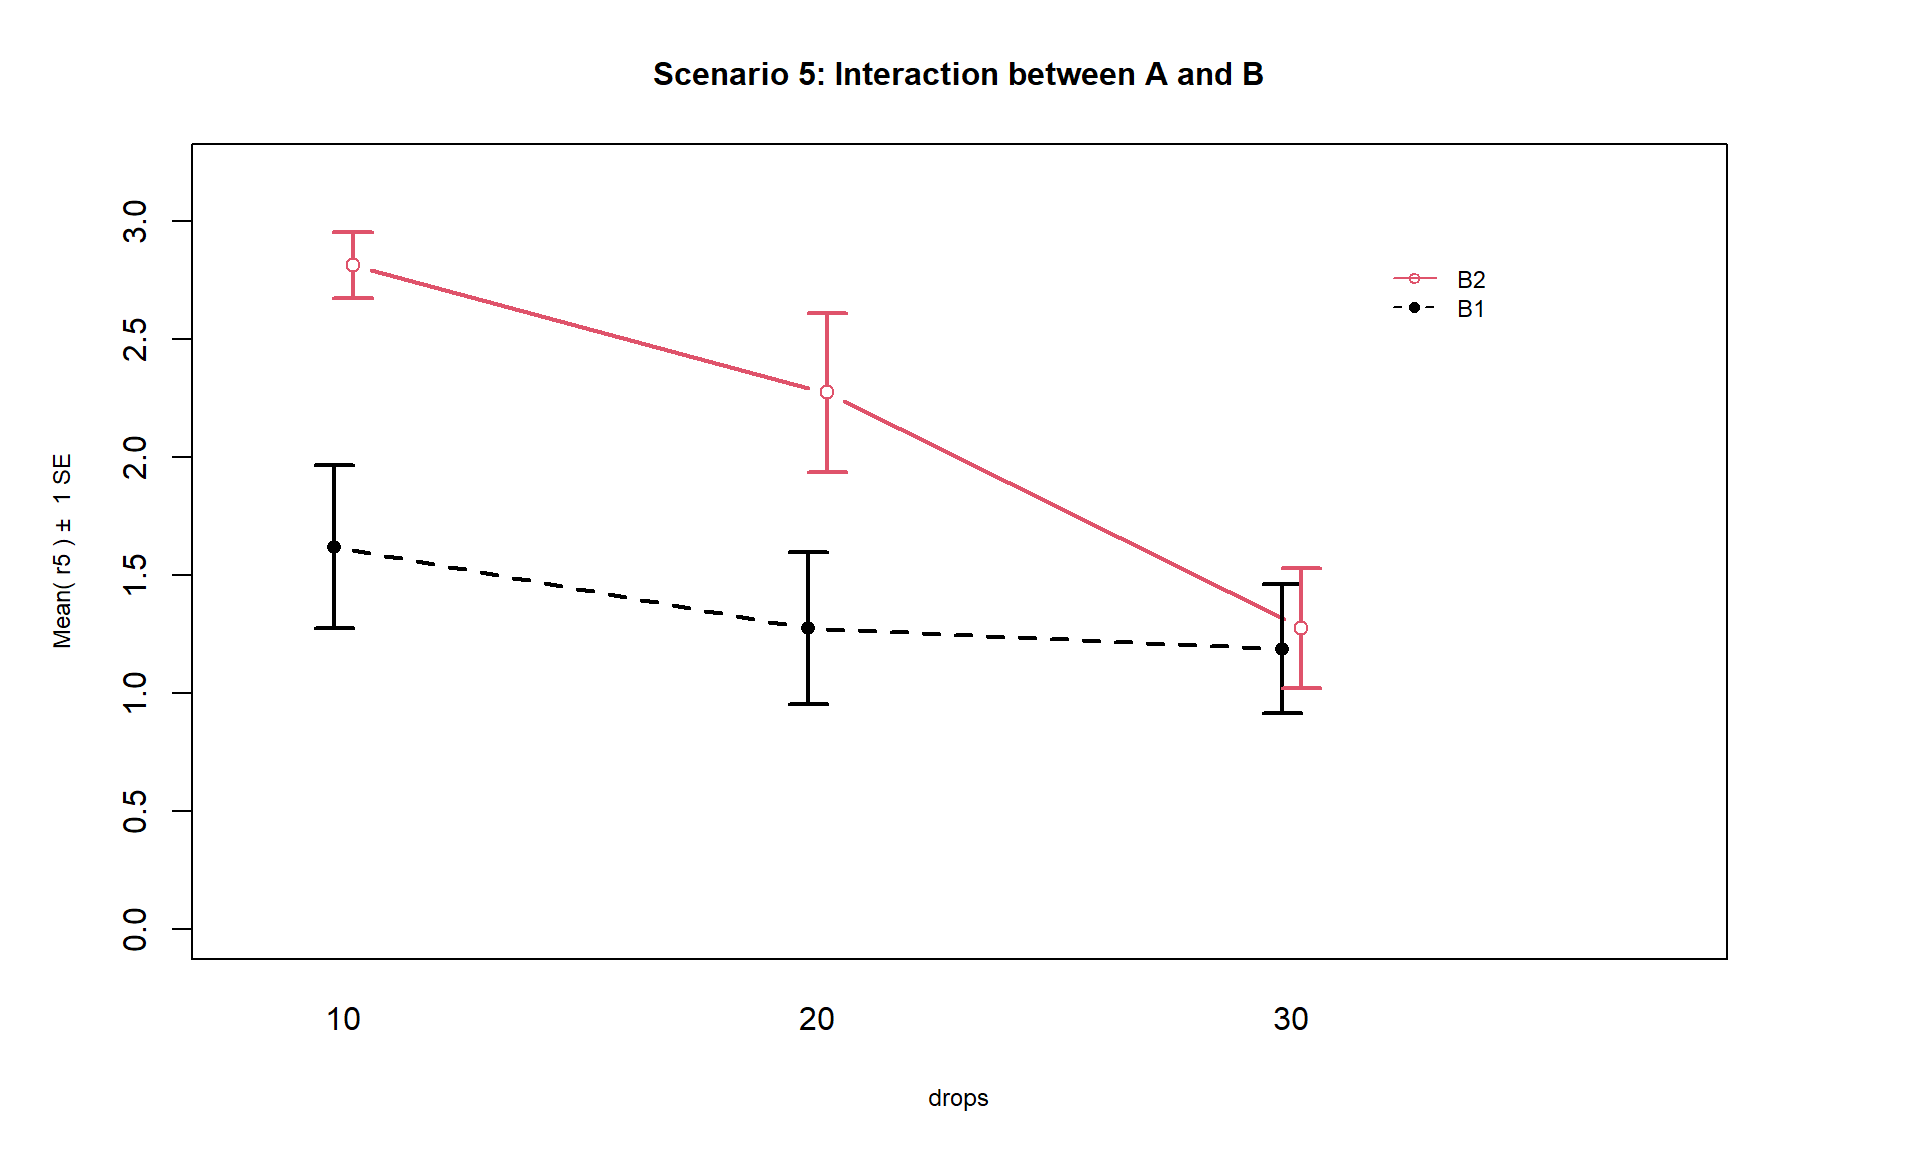 Scenario 5: Interaction between A and B
Mean( r5 ) ± 1 SE
3.0
2.5
2.0
1.5
1.0
0.5
0.0
B2
B1
10 20 30
drops